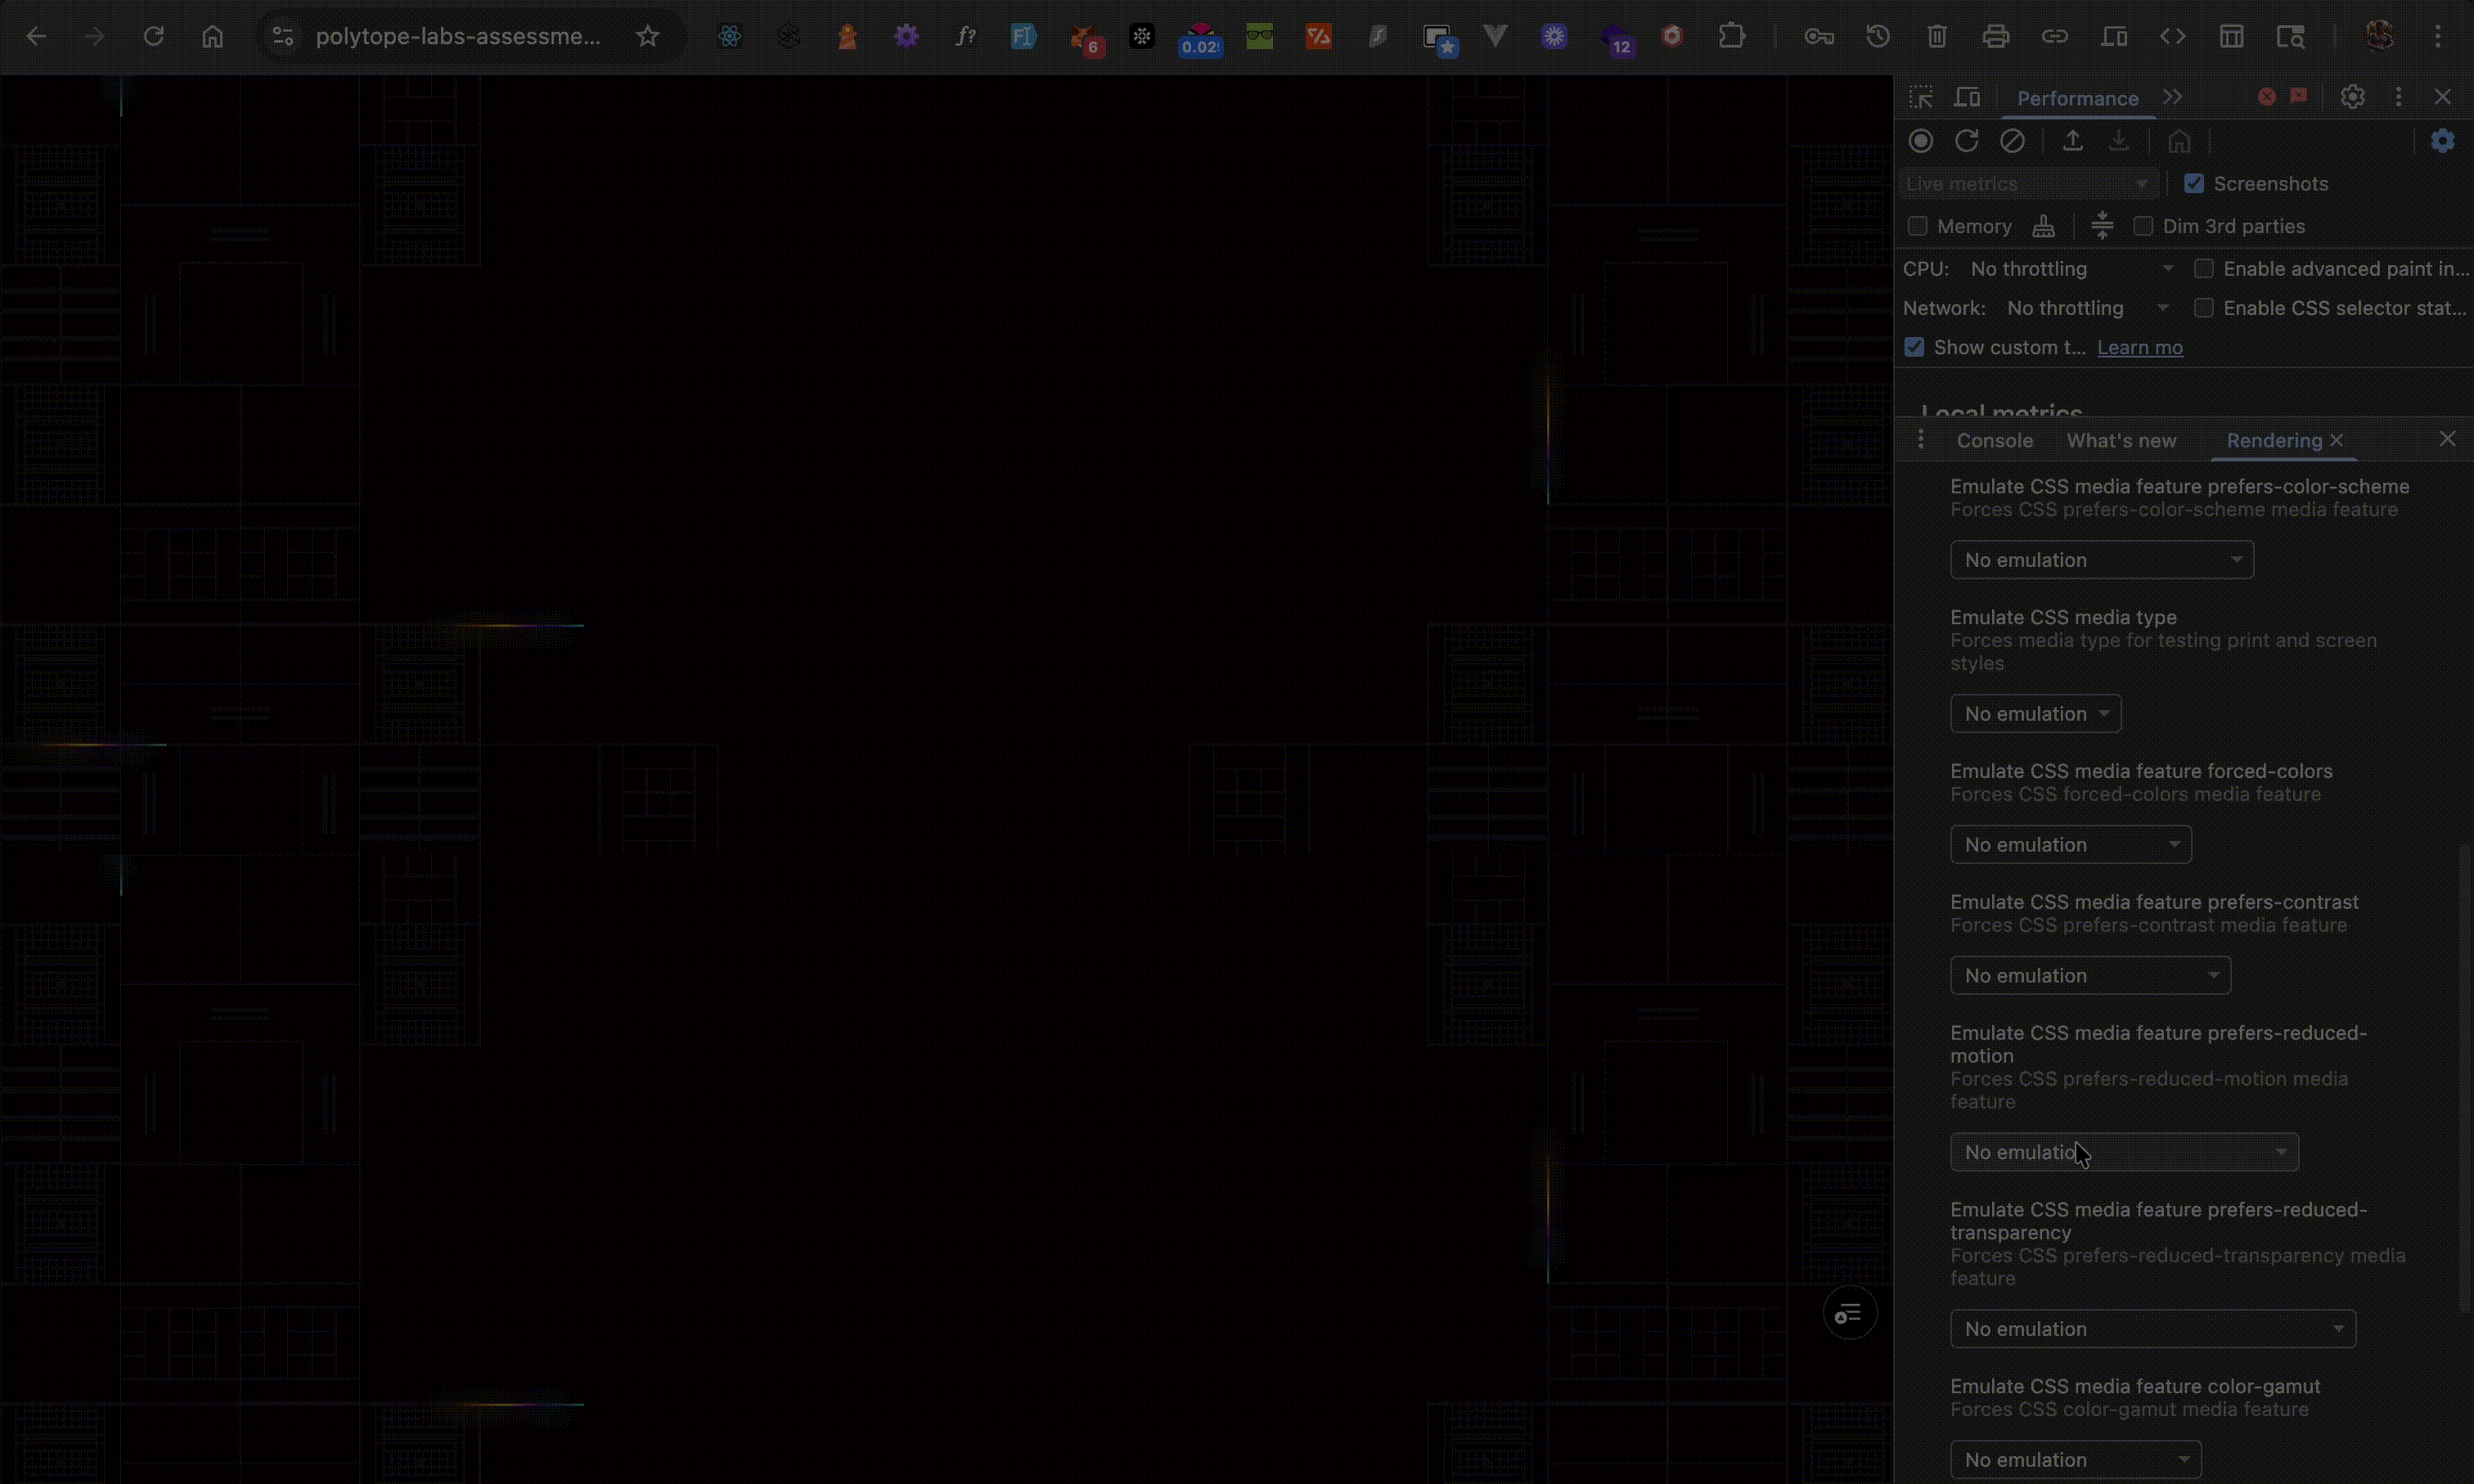 polytope-labs-assessme...
f?
6
0.02!
12
Performance
Live metrics
Screenshots
Memory
Dim 3rd parties
CPU: No throttling
Enable advanced paint in...
Network: No throttling
Enable CSS selector stat...
Show custom t... Learn mo
Local metrics
Console
What's new
Rendering
Emulate CSS media feature prefers-color-scheme
Forces CSS prefers-color-scheme media feature
No emulation
Emulate CSS media type
Forces media type for testing print and screen
styles
No emulation
Emulate CSS media feature forced-colors
Forces CSS forced-colors media feature
No emulation
Emulate CSS media feature prefers-contrast
Forces CSS prefers-contrast media feature
No emulation
Emulate CSS media feature prefers-reduced-
motion
Forces CSS prefers-reduced-motion media
feature
No emulation
Emulate CSS media feature prefers-reduced-
transparency
Forces CSS prefers-reduced-transparency media
feature
No emulation
Emulate CSS media feature color-gamut
Forces CSS color-gamut media feature
No emulation